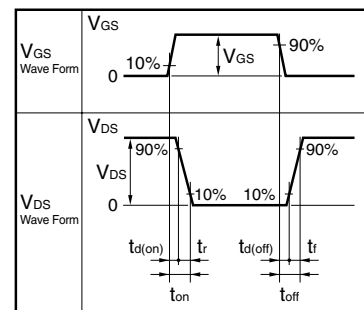 VGS
Wave Form
VGS
10%
0
VGS
90%
VDS
Wave Form
VDS
90%
VDS
10%
10%
90%
0
td(on)
tr
td(off)
tf
ton
toff